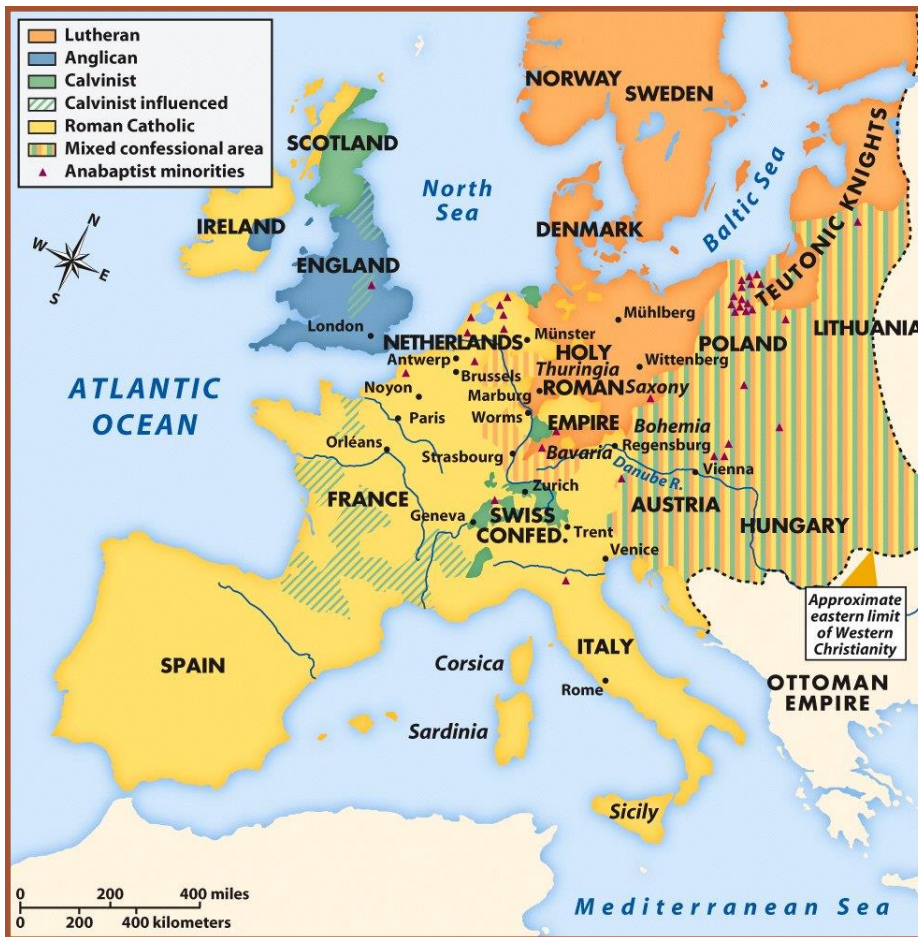 Lutheran
Anglican
Calvinist
Calvinist influenced
Roman Catholic
Mixed confessional area
Anabaptist minorities
NORWAY
SWEDEN
SCOTLAND
North
Sea
Baltic Sea
TEUTONIC KNIGHTS
IRELAND
DENMARK
N
W
E
S
ENGLAND
London
Mühlberg
LITHUANIA
NETHERLANDS
Münster
POLAND
HOLY
ROMAN
EMPIRE
Antwerp
Thuringia
Wittenberg
Brussels
Saxony
Noyon
Marburg
ATLANTIC
OCEAN
Paris
Worms
Bohemia
Orléans
Regensburg
Strasbourg
Bavaria
Danube R.
Vienna
FRANCE
Zurich
AUSTRIA
Geneva
SWISS
CONFED.
Trent
HUNGARY
Venice
Approximate
eastern limit
of Western
Christianity
SPAIN
Corsica
ITALY
Rome
OTTOMAN
EMPIRE
Sardinia
Sicily
0 200 400 miles
0 200 400 kilometers
Mediterranean Sea